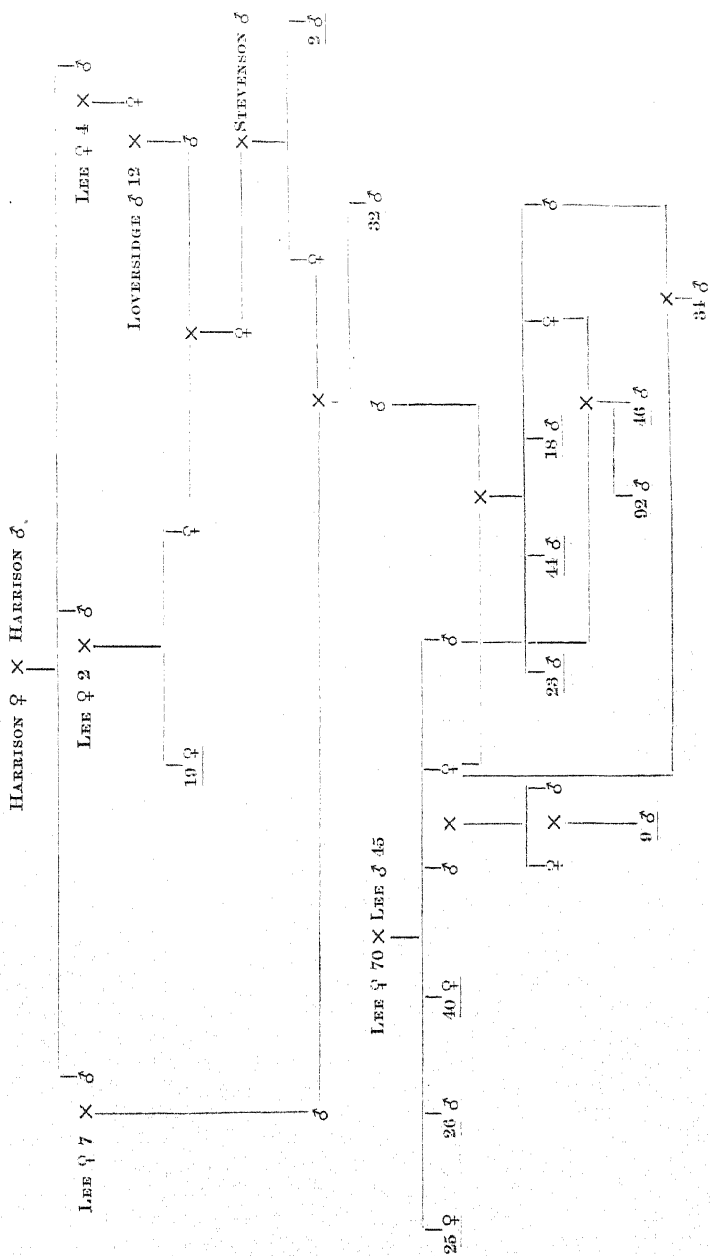 HARRISON ♀ × HARRISON ♂
♂ ♂ ♂
LEE ♀ 7 × LEE ♀ 2 × LEE ♀ 4 ×
♀
LOVERSIDGE ♂ 12 ×
19 ♀ ♀ × ♂
♀ × STEVENSON ♂
♀ 2 ♂
♂ × ♀
♂ 32 ♂
LEE ♀ 70 × LEE ♂ 45
25 ♀ 26 ♂ 40 ♀ ♂ × ♀ ♂
×
♀ × ♂ 23 ♂ 44 ♂ 18 ♂ ♀ ♂
×
92 ♂ 46 ♂
9 ♂
×
34 ♂